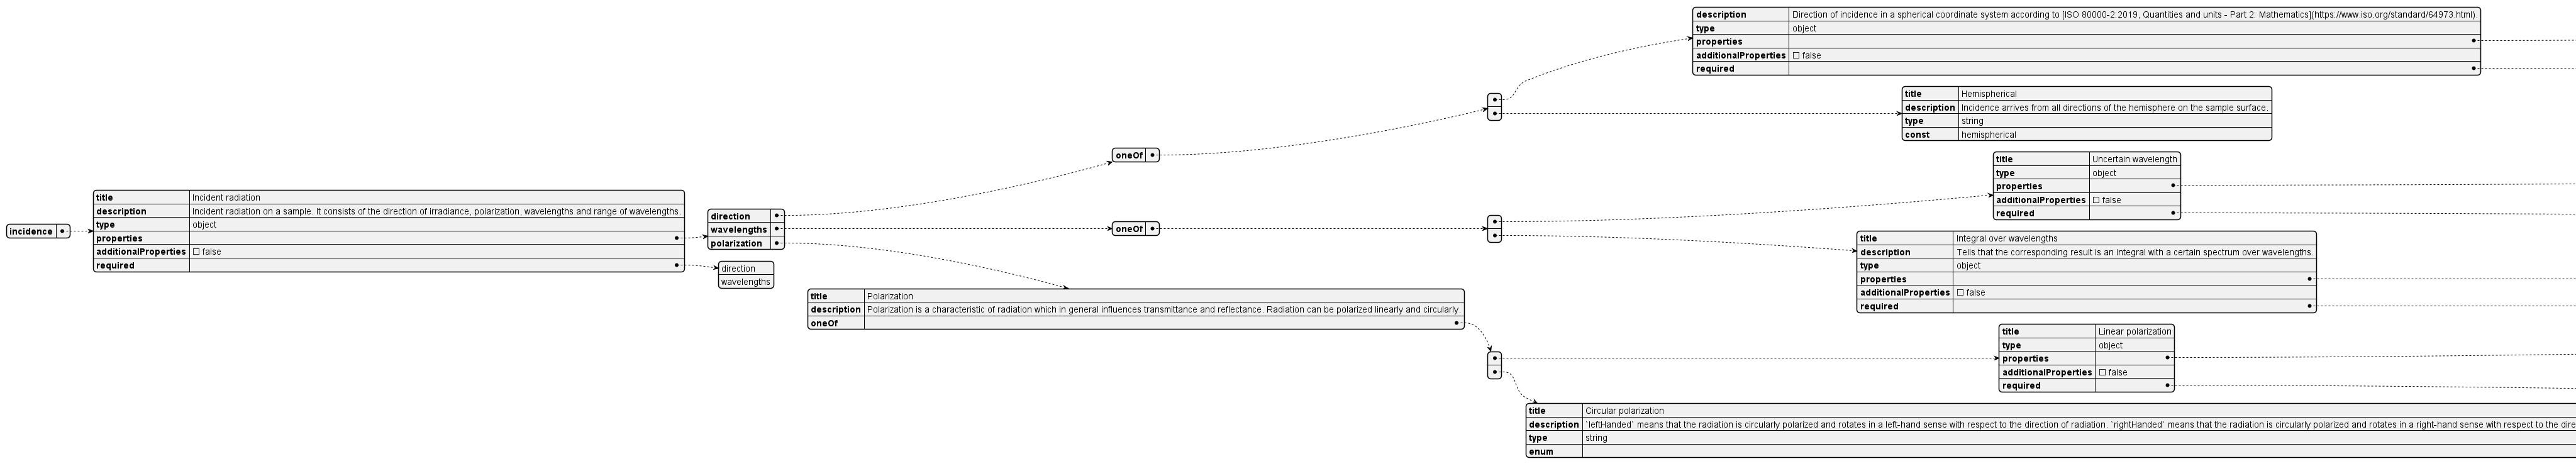 incidence
title Incident radiation
description Incident radiation on a sample. It consists of the direction of irradiance, polarization, wavelengths and range of wavelengths.
type object
properties
additionalProperties ☐ false
required
direction
wavelengths
polarization
direction
wavelengths
oneOf
description Direction of incidence in a spherical coordinate system according to [ISO 80000-2:2019, Quantities and units - Part 2: Mathematics](https://www.iso.org/standard/64973.html).
type object
properties
additionalProperties ☐ false
required
title Hemispherical
description Incidence arrives from all directions of the hemisphere on the sample surface.
type string
const hemispherical
oneOf
title Uncertain wavelength
type object
properties
additionalProperties ☐ false
required
title Integral over wavelengths
description Tells that the corresponding result is an integral with a certain spectrum over wavelengths.
type object
properties
additionalProperties ☐ false
required
title Polarization
description Polarization is a characteristic of radiation which in general influences transmittance and reflectance. Radiation can be polarized linearly and circularly.
oneOf
title Linear polarization
type object
properties
additionalProperties ☐ false
required
title Circular polarization
description `leftHanded` means that the radiation is circularly polarized and rotates in a left-hand sense with respect to the direction of radiation. `rightHanded` means that the radiation is circularly polarized and rotates in a right-hand sense with respect to the dire
type string
enum